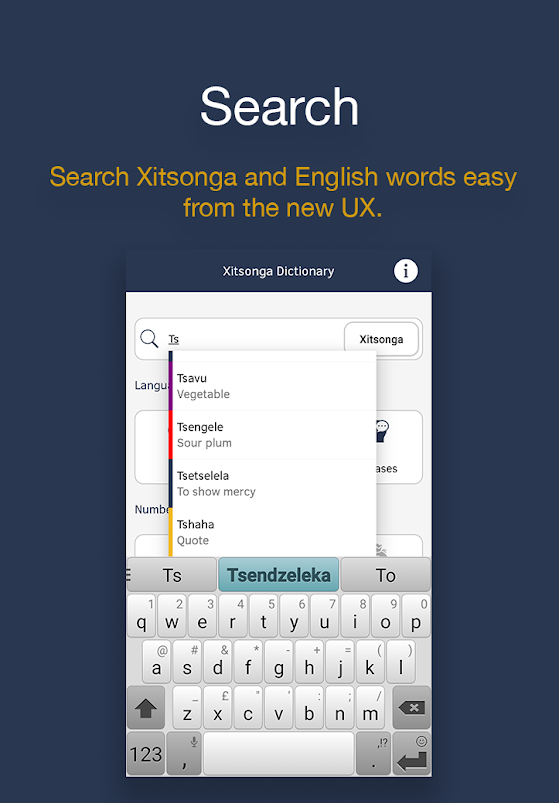 Search
Search Xitsonga and English words easy
from the new UX.
Xitsonga Dictionary
i
Ts
Xitsonga
Langu
Tsavu
Vegetable
Tsengele
Sour plum
ases
Tsetselela
To show mercy
Numbe
Tshaha
Quote
Ts Tsendzeleka To
1 2 3 4 5 6 7 8 9 0
q w e r t y u i o p
@ # & * - + = ( )
a s d f g h j k l
_ £ " ' : ; /
z x c v b n m
123 , . ,!?